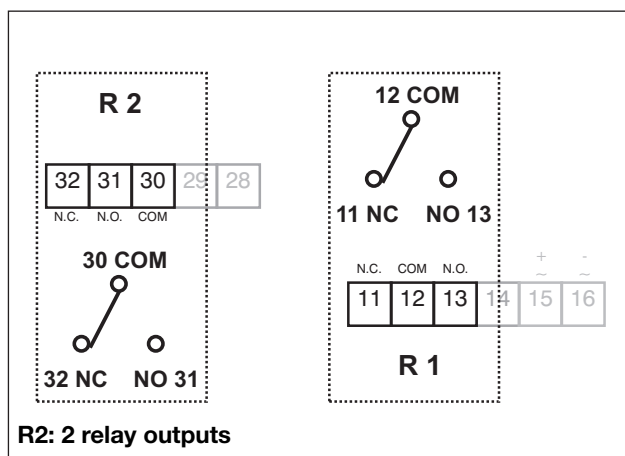 R 2
32 31 30 29 28
N.C. N.O. COM
30 COM
32 NC NO 31
12 COM
11 NC NO 13
+ -
~ ~
N.C. COM N.O.
11 12 13 14 15 16
R 1
R2: 2 relay outputs